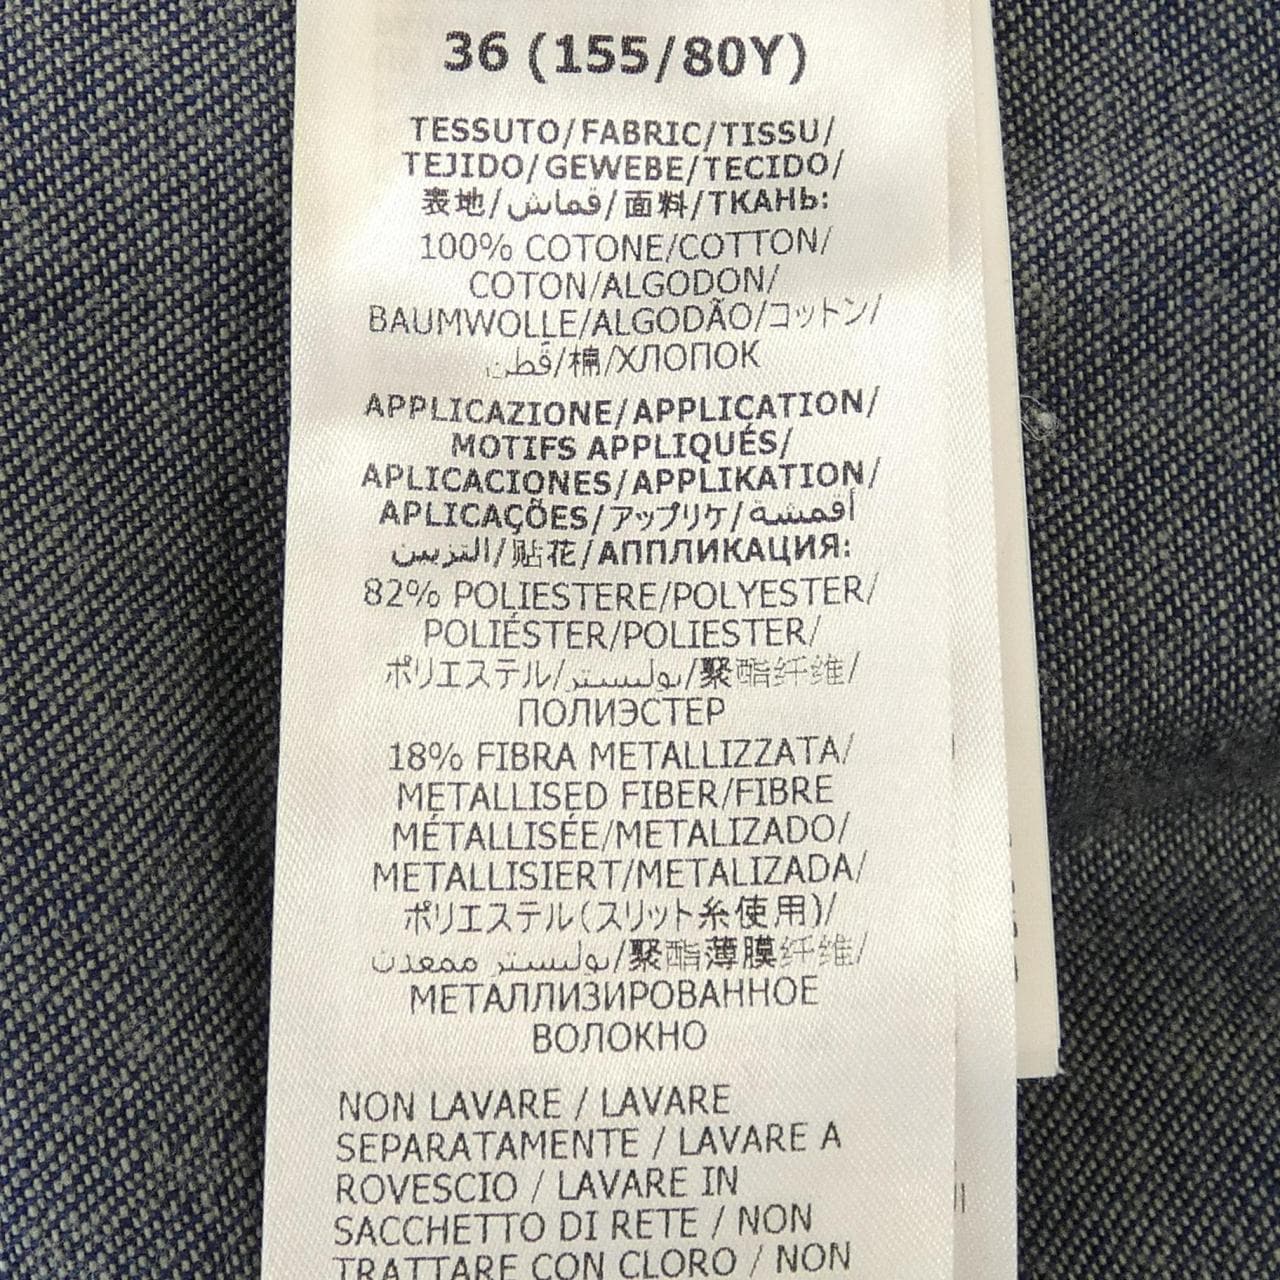 36 (155/80Y)
TESSUTO/FABRIC/TISSU/
TEJIDO/GEWEBE/TECIDO/
表地/قماش/面料/ТКАНЬ:
100% COTONE/COTTON/
COTON/ALGODON/
BAUMWOLLE/ALGODÃO/コットン/
قطن/棉/ХЛОПОК
APPLICAZIONE/APPLICATION/
MOTIFS APPLIQUÉS/
APLICACIONES/APPLIKATION/
APLICAÇÕES/アップリケ/أقمشة
التزيين/贴花/АППЛИКАЦИЯ:
82% POLIESTERE/POLYESTER/
POLIÉSTER/POLIESTER/
ポリエステル/بوليستر/聚酯纤维/
ПОЛИЭСТЕР
18% FIBRA METALLIZZATA/
METALLISED FIBER/FIBRE
MÉTALLISÉE/METALIZADO/
METALLISIERT/METALIZADA/
ポリエステル(スリット糸使用)/
بوليستر ممعدن/聚酯薄膜纤维/
МЕТАЛЛИЗИРОВАННОЕ
ВОЛОКНО
NON LAVARE / LAVARE
SEPARATAMENTE / LAVARE A
ROVESCIO / LAVARE IN
SACCHETTO DI RETE / NON
TRATTARE CON CLORO / NON